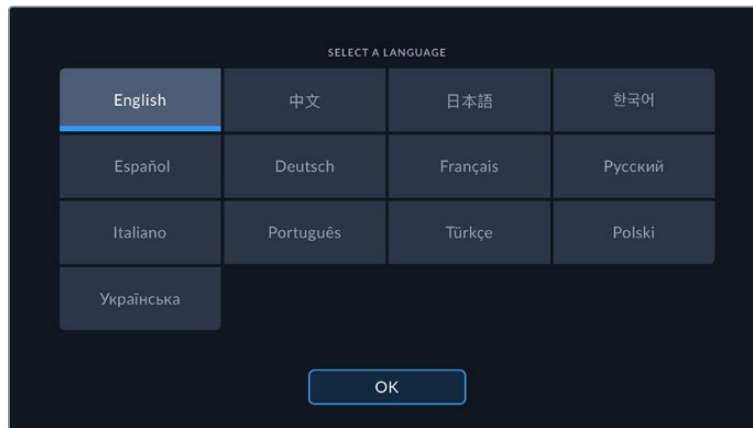 SELECT A LANGUAGE
English 中文 日本語 한국어
Español Deutsch Français Русский
Italiano Português Türkçe Polski
Українська
OK